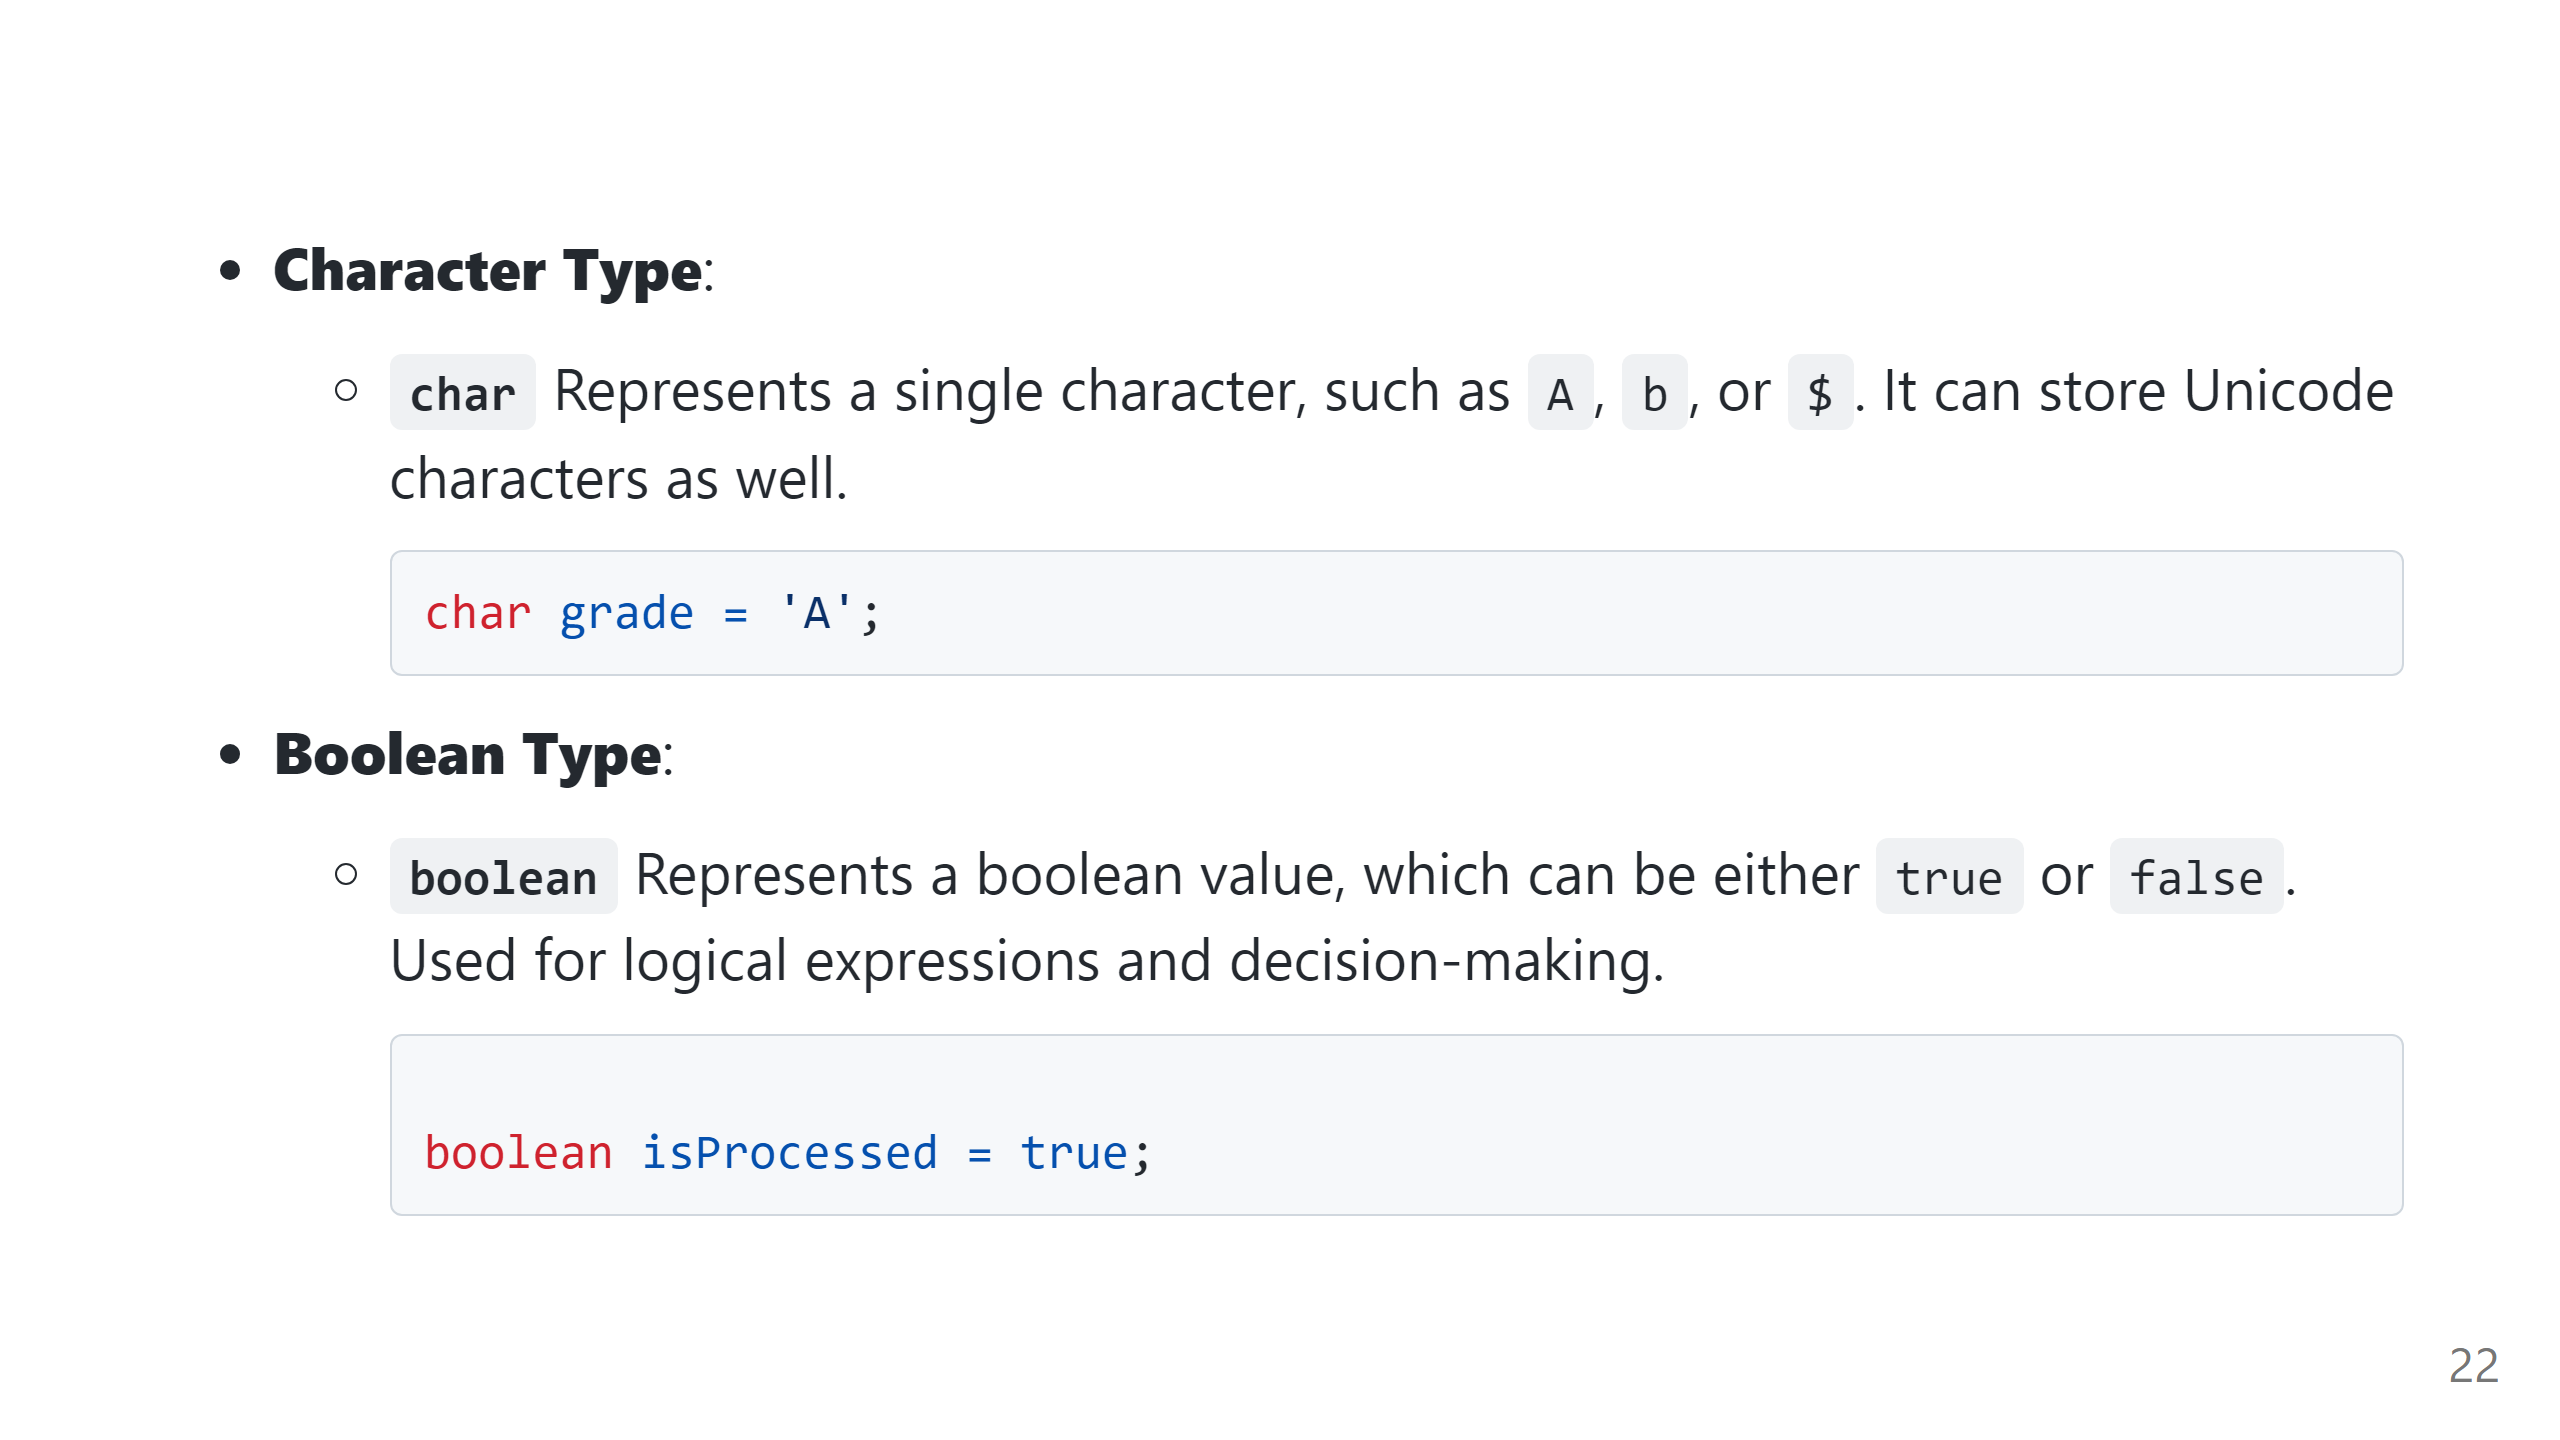 • Character Type:
○ char Represents a single character, such as A, b, or $. It can store Unicode
characters as well.
char grade = 'A';
• Boolean Type:
○ boolean Represents a boolean value, which can be either true or false.
Used for logical expressions and decision-making.
boolean isProcessed = true;
22